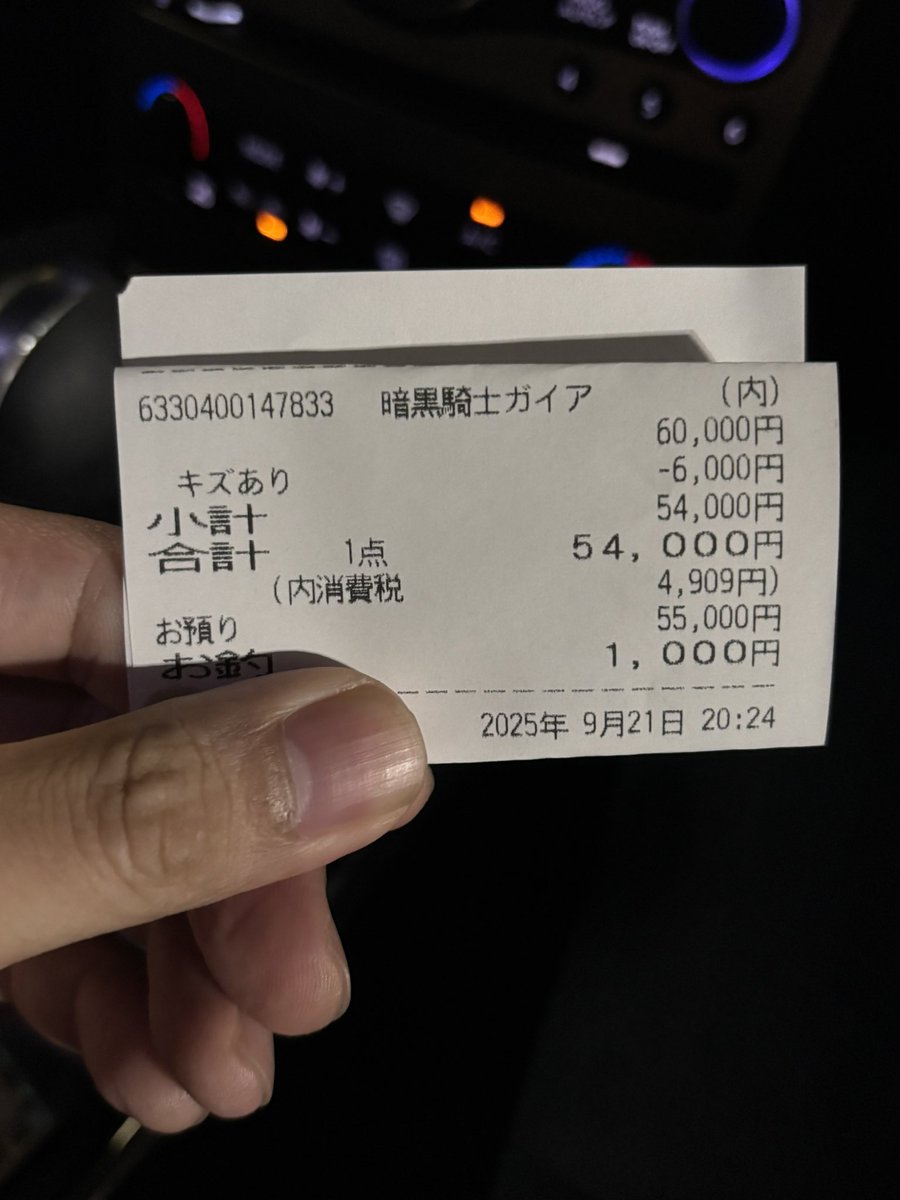 6330400147833 暗黒騎士ガイア (内)
60,000円
キズあり -6,000円
小計 54,000円
合計 1点 54,000円
(内消費税 4,909円)
お預り 55,000円
お釣 1,000円
2025年 9月21日 20:24